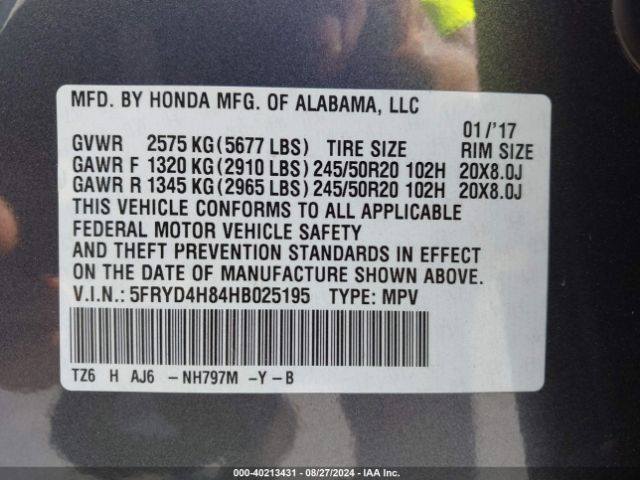 MFD. BY HONDA MFG. OF ALABAMA, LLC
01/'17
GVWR 2575 KG(5677 LBS) TIRE SIZE RIM SIZE
GAWR F 1320 KG(2910 LBS) 245/50R20 102H 20X8.0J
GAWR R 1345 KG(2965 LBS) 245/50R20 102H 20X8.0J
THIS VEHICLE CONFORMS TO ALL APPLICABLE
FEDERAL MOTOR VEHICLE SAFETY
AND THEFT PREVENTION STANDARDS IN EFFECT
ON THE DATE OF MANUFACTURE SHOWN ABOVE.
V.I.N.: 5FRYD4H84HB025195 TYPE: MPV
TZ6 H AJ6 -NH797M -Y-B
000-40213431 - 08/27/2024 - IAAI.COM